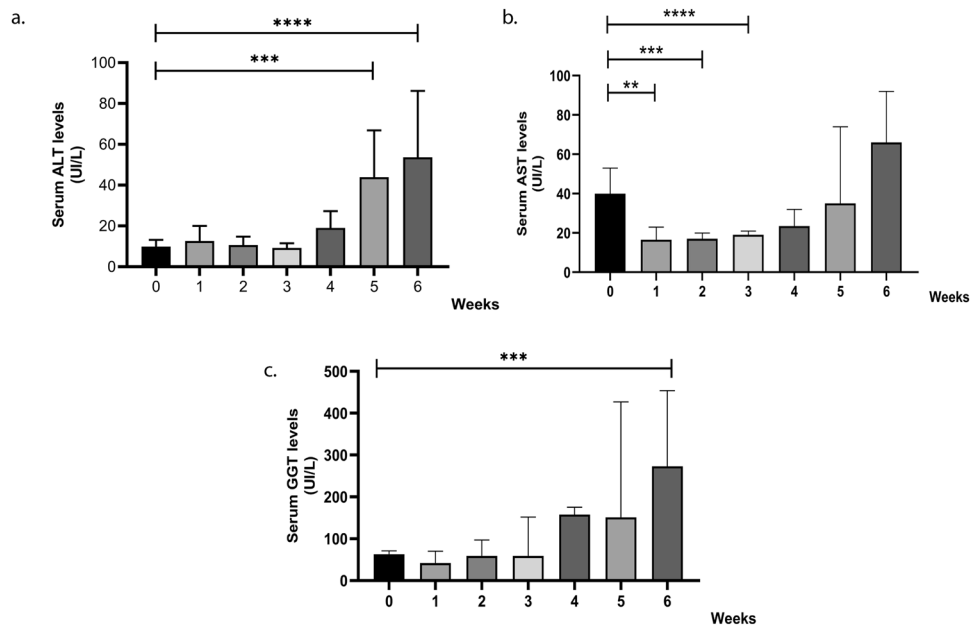 a.
****
***
Serum ALT levels
(UI/L)
100
80
60
40
20
0
0 1 2 3 4 5 6
Weeks
b.
****
***
**
Serum AST levels
(UI/L)
100
80
60
40
20
0
0 1 2 3 4 5 6
Weeks
c.
***
Serum GGT levels
(UI/L)
500
400
300
200
100
0
0 1 2 3 4 5 6
Weeks